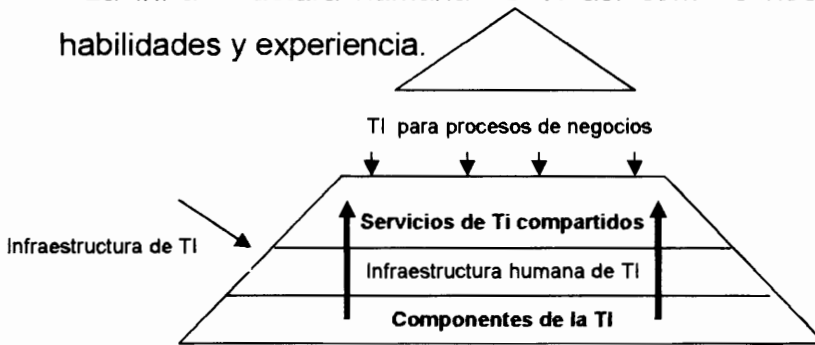 habilidades y experiencia.
TI para procesos de negocios
Servicios de Ti compartidos
Infraestructura de TI
Infraestructura humana de TI
Componentes de la TI